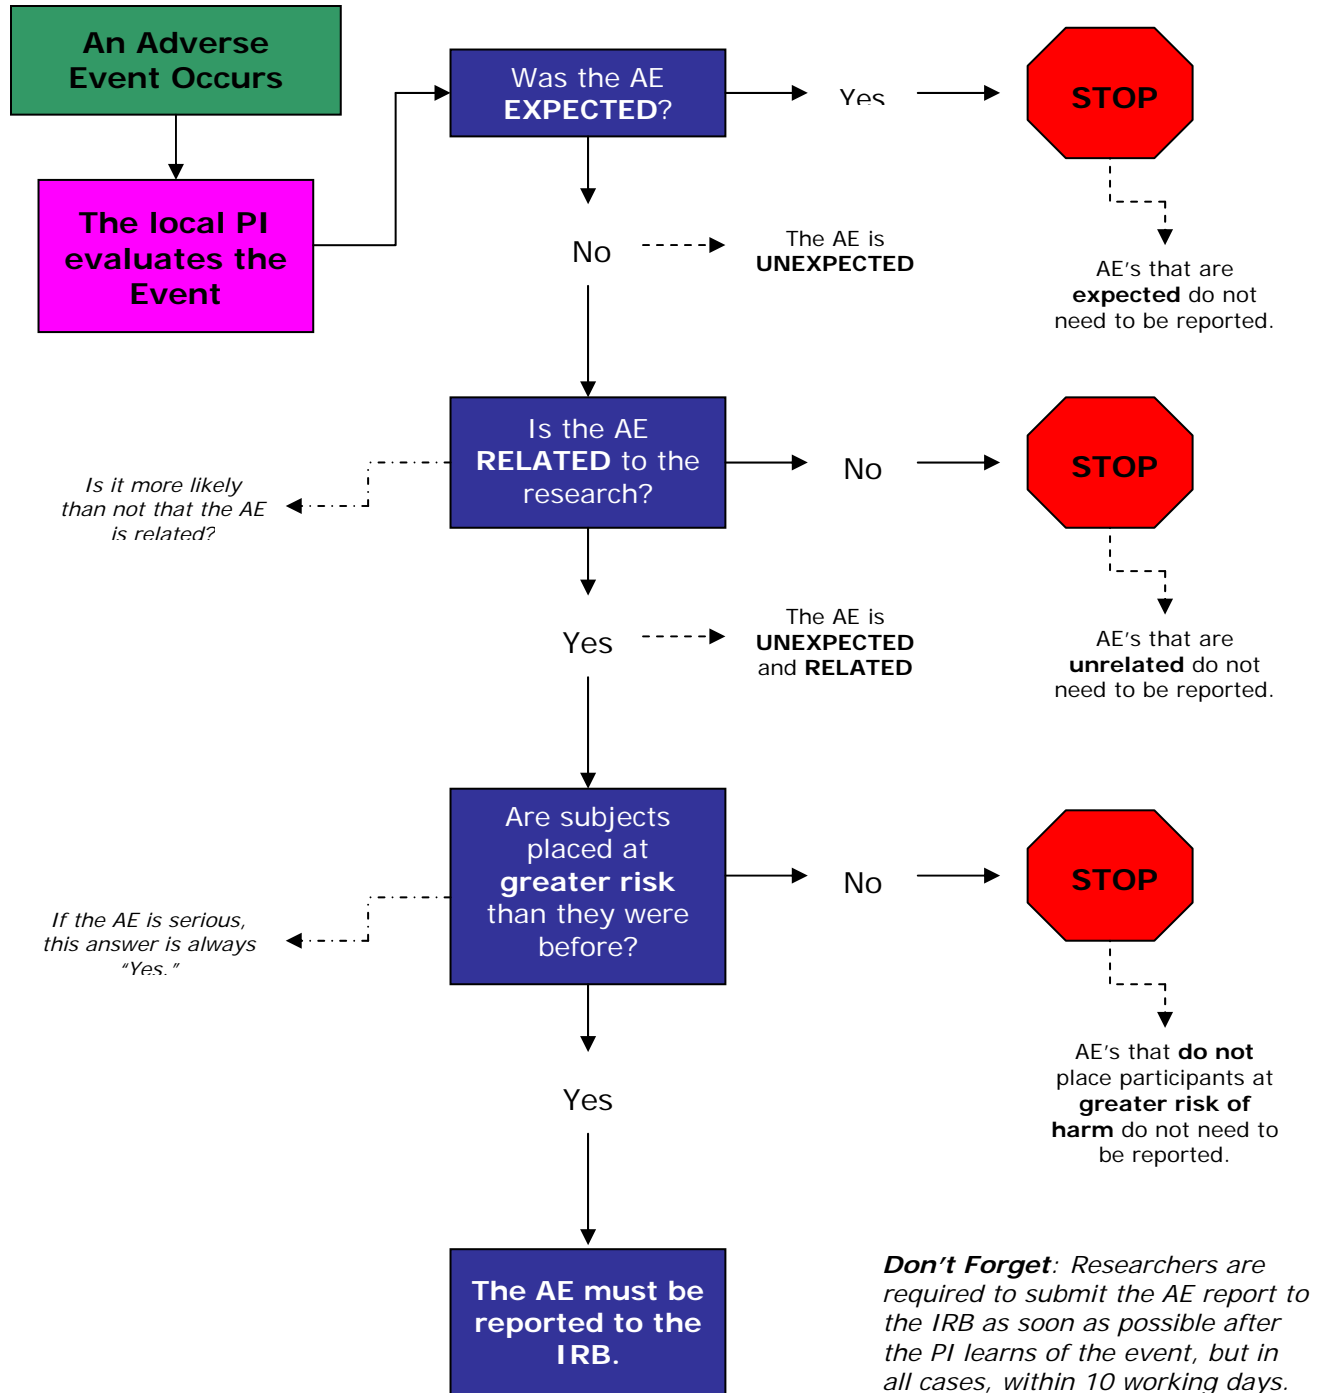 An Adverse
Event Occurs
The local PI
evaluates the
Event
Was the AE
EXPECTED?
Yes
STOP
No
The AE is
UNEXPECTED
AE's that are
expected do not
need to be reported.
Is the AE
RELATED to the
research?
No
STOP
Is it more likely
than not that the AE
is related?
Yes
The AE is
UNEXPECTED
and RELATED
AE's that are
unrelated do not
need to be reported.
Are subjects
placed at
greater risk
than they were
before?
No
STOP
If the AE is serious,
this answer is always
“Yes.”
Yes
AE's that do not
place participants at
greater risk of
harm do not need to
be reported.
The AE must be
reported to the
IRB.
Don't Forget: Researchers are
required to submit the AE report to
the IRB as soon as possible after
the PI learns of the event, but in
all cases, within 10 working days.